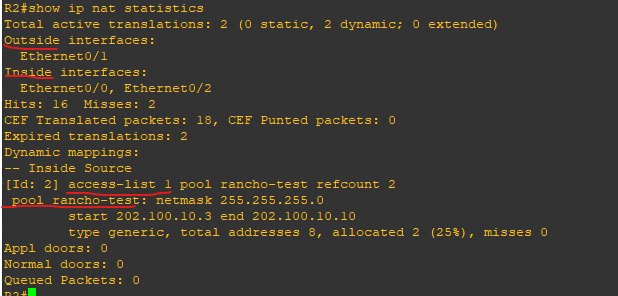 R2#show ip nat statistics
Total active translations: 2 (0 static, 2 dynamic; 0 extended)
Outside interfaces:
  Ethernet0/1
Inside interfaces:
  Ethernet0/0, Ethernet0/2
Hits: 16  Misses: 2
CEF Translated packets: 18, CEF Punted packets: 0
Expired translations: 2
Dynamic mappings:
-- Inside Source
[Id: 2] access-list 1 pool rancho-test refcount 2
 pool rancho-test: netmask 255.255.255.0
        start 202.100.10.3 end 202.100.10.10
        type generic, total addresses 8, allocated 2 (25%), misses 0
Appl doors: 0
Normal doors: 0
Queued Packets: 0
R2#